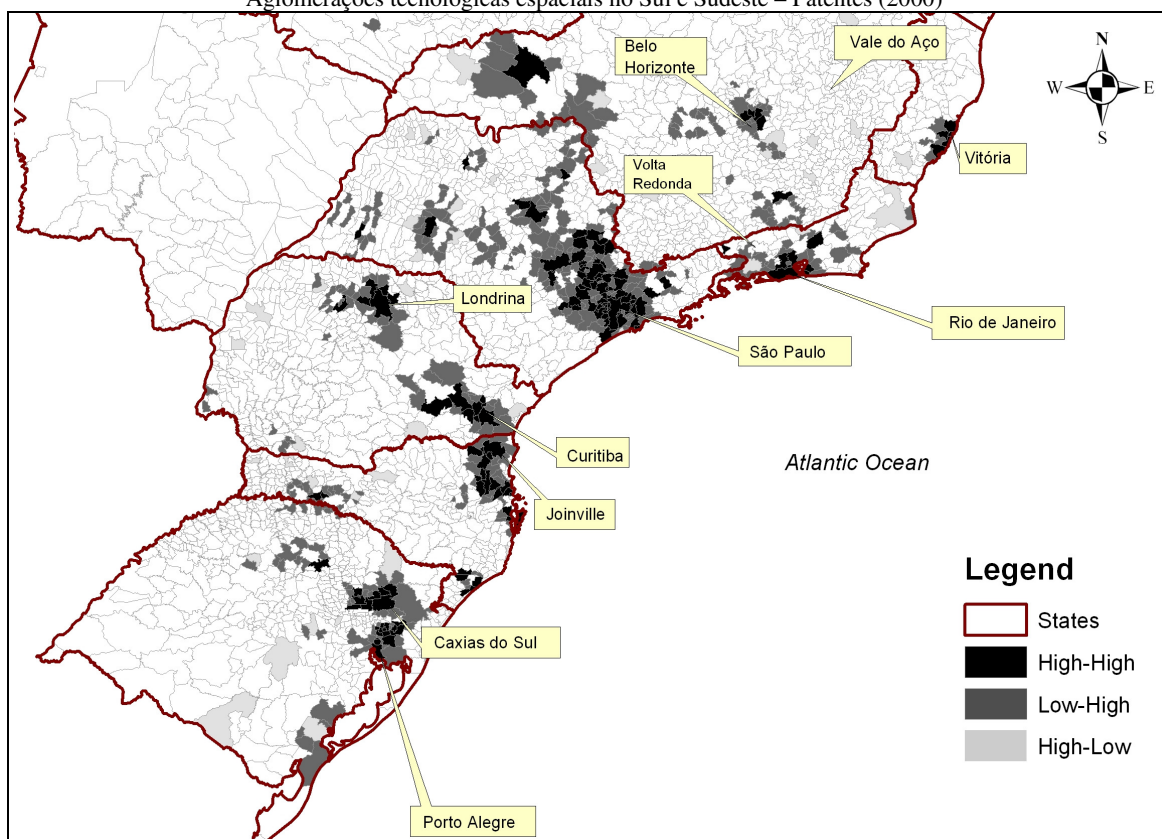 Aglomerações tecnológicas espaciais no Sul e Sudeste – Patentes (2000)
Belo
Horizonte
Vale do Aço
N
W
E
S
Vitória
Volta
Redonda
Londrina
Rio de Janeiro
São Paulo
Curitiba
Atlantic Ocean
Joinville
Legend
States
Caxias do Sul
High-High
Low-High
High-Low
Porto Alegre